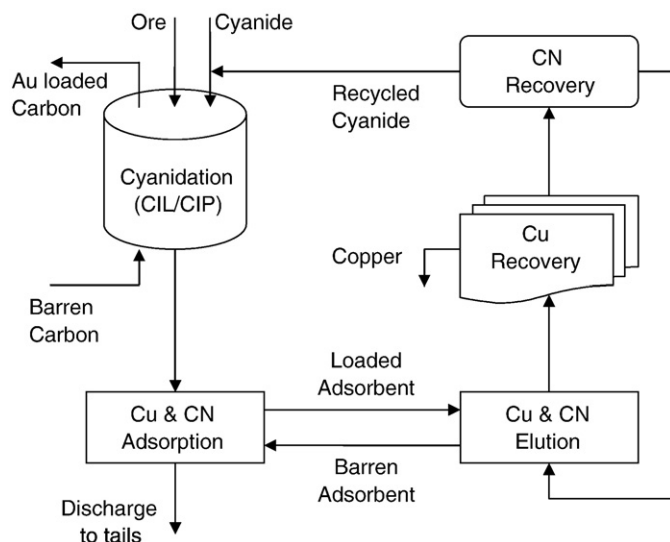 Ore
Cyanide
Au loaded
Carbon
CN
Recovery
Recycled
Cyanide
Cyanidation
(CIL/CIP)
Cu
Recovery
Copper
Barren
Carbon
Loaded
Adsorbent
Cu & CN
Adsorption
Cu & CN
Elution
Barren
Adsorbent
Discharge
to tails